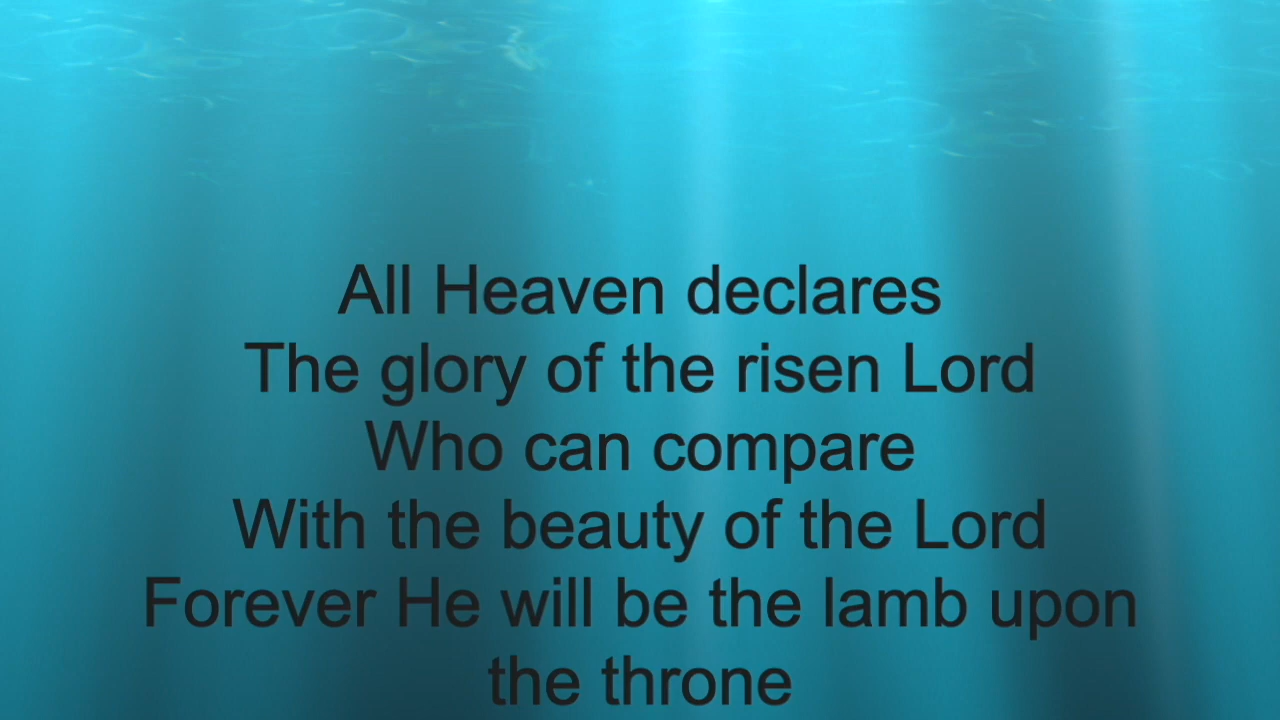 All Heaven declares
The glory of the risen Lord
Who can compare
With the beauty of the Lord
Forever He will be the lamb upon
the throne